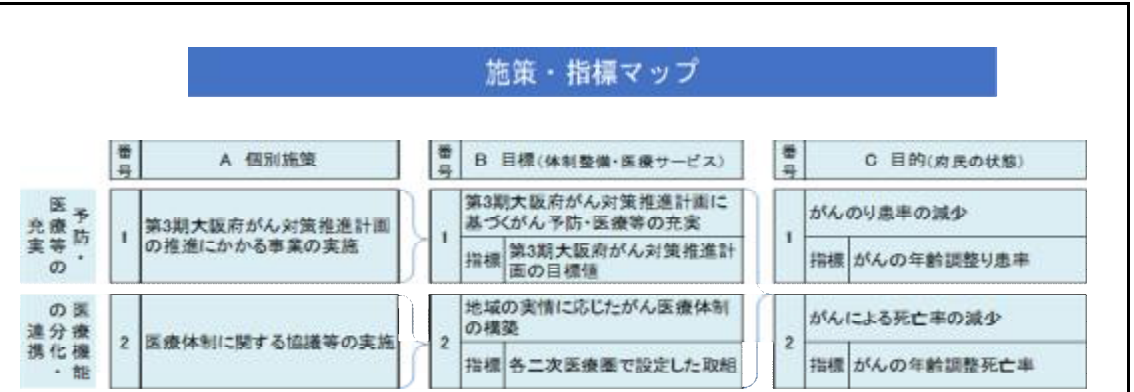 施策・指標マップ
番号
A 個別施策
番号
B 目標(体制整備・医療サービス)
番号
C 目的(府民の状態)
予防・
医療等の
充実
1
第3期大阪府がん対策推進計画
の推進にかかる事業の実施
1
第3期大阪府がん対策推進計画に
基づくがん予防・医療等の充実
指標
第3期大阪府がん対策推進計
画の目標値
1
がんのり患率の減少
指標
がんの年齢調整り患率
医療機能
の分化・
連携
2
医療体制に関する協議等の実施
2
地域の実情に応じたがん医療体制
の構築
指標
各二次医療圏で設定した取組
2
がんによる死亡率の減少
指標
がんの年齢調整死亡率